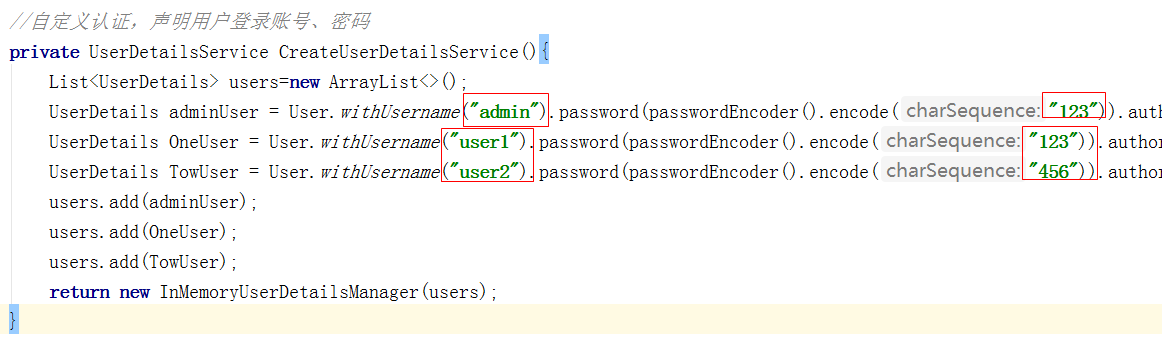 //自定义认证，声明用户登录账号、密码
private UserDetailsService CreateUserDetailsService(){
List<UserDetails> users=new ArrayList<>();
UserDetails adminUser = User.withUsername("admin").password(passwordEncoder().encode( charSequence: "123")).auth
UserDetails OneUser = User.withUsername("user1").password(passwordEncoder().encode( charSequence: "123")).author
UserDetails TowUser = User.withUsername("user2").password(passwordEncoder().encode( charSequence: "456")).author
users.add(adminUser);
users.add(OneUser);
users.add(TowUser);
return new InMemoryUserDetailsManager(users);
}